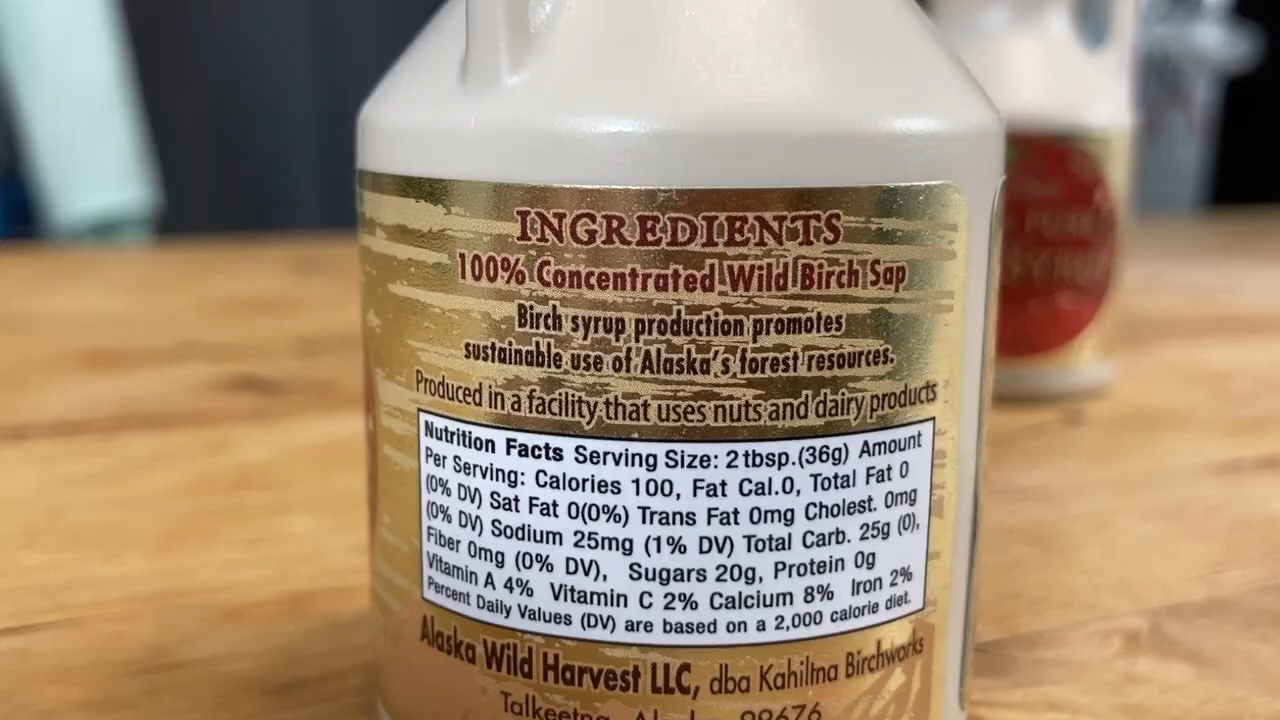 INGREDIENTS
100% Concentrated Wild Birch Sap
Birch syrup production promotes
sustainable use of Alaska's forest resources.
Produced in a facility that uses nuts and dairy products
Nutrition Facts Serving Size: 2 tbsp.(36g) Amount
Per Serving: Calories 100, Fat Cal.0, Total Fat 0
(0% DV) Sat Fat 0(0%) Trans Fat 0mg Cholest. 0mg
(0% DV) Sodium 25mg (1% DV) Total Carb. 25g (0),
Fiber 0mg (0% DV), Sugars 20g, Protein 0g
Vitamin A 4% Vitamin C 2% Calcium 8% Iron 2%
Percent Daily Values (DV) are based on a 2,000 calorie diet.
Alaska Wild Harvest LLC, dba Kahiltna Birchworks
Talkeetna, Alaska 99676
PURE
SYRUP